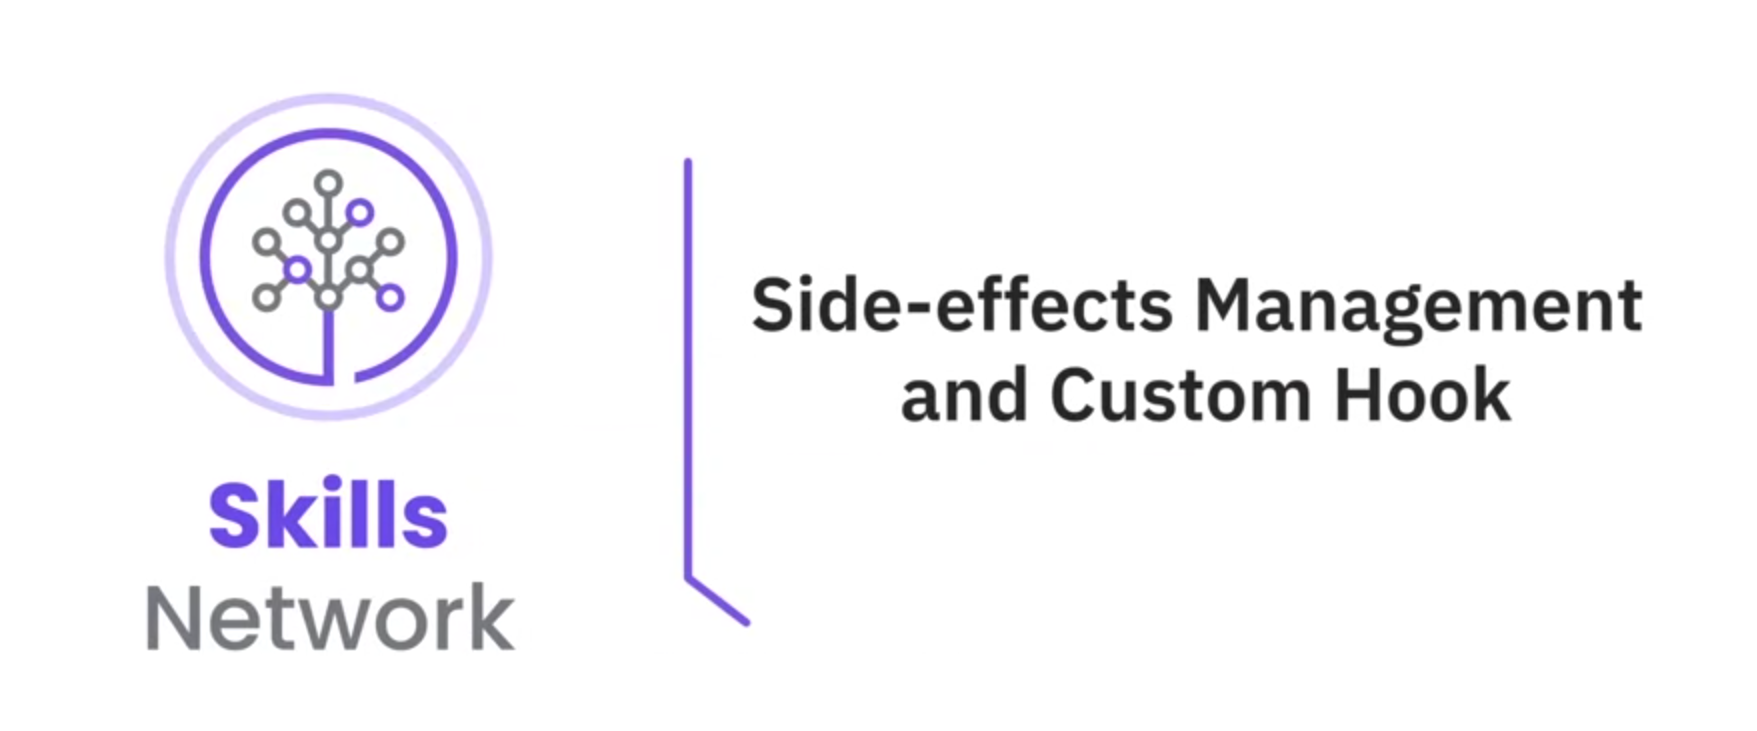 Skills
Network
Side-effects Management
and Custom Hook